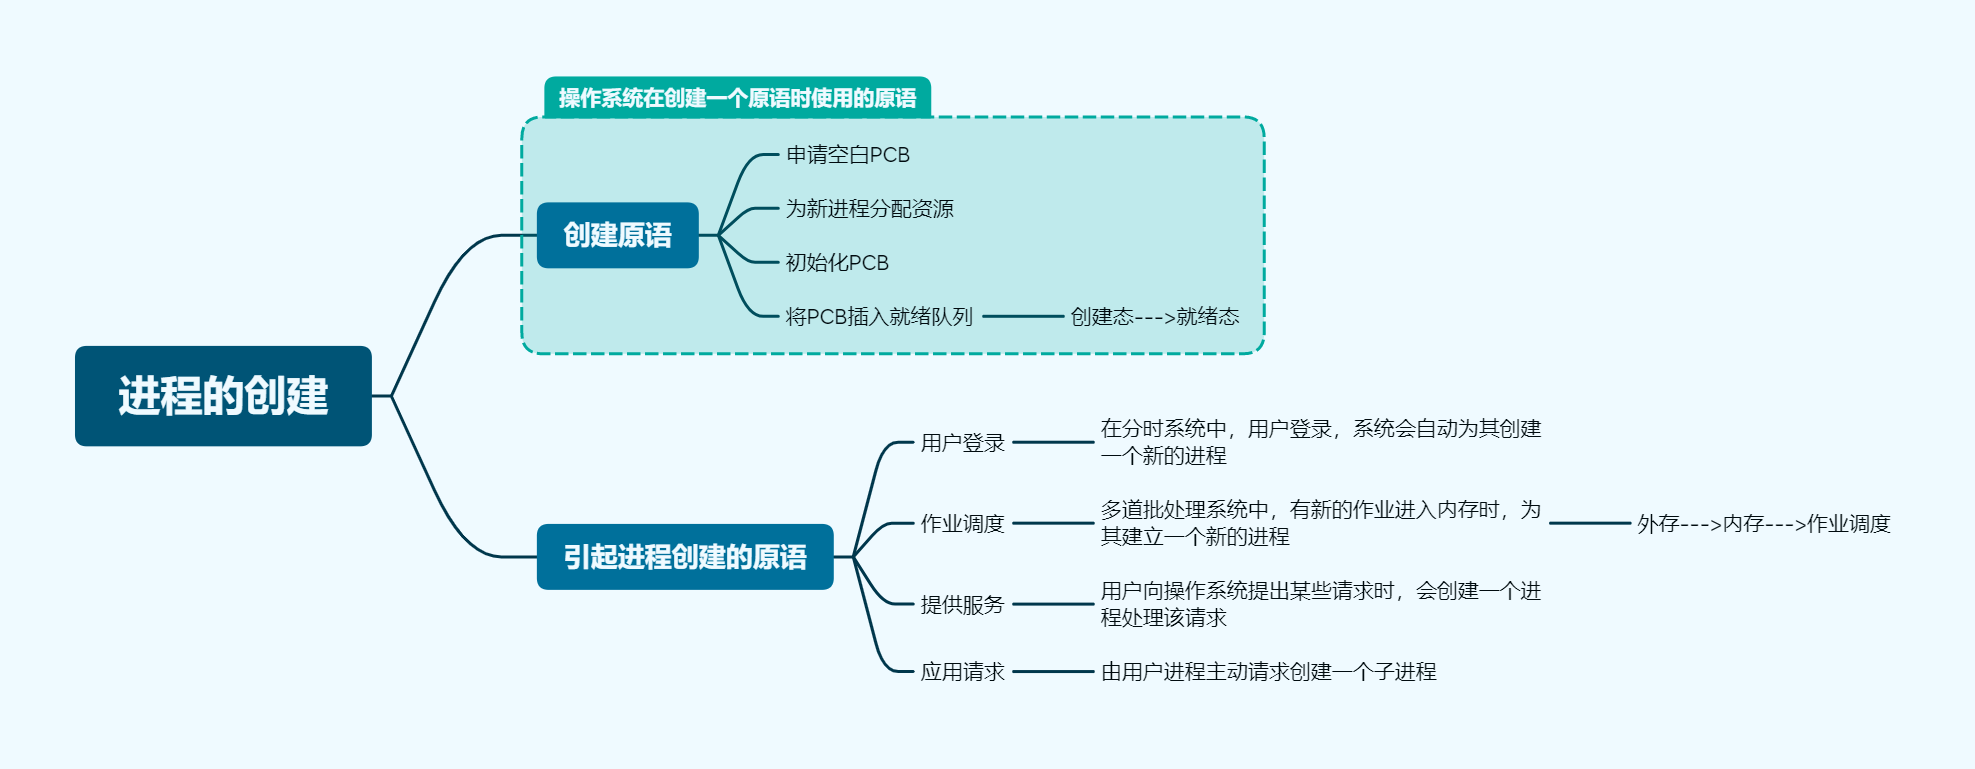 操作系统在创建一个原语时使用的原语
申请空白PCB
为新进程分配资源
创建原语
初始化PCB
将PCB插入就绪队列
创建态--->就绪态
进程的创建
用户登录
在分时系统中，用户登录，系统会自动为其创建
一个新的进程
作业调度
多道批处理系统中，有新的作业进入内存时，为
其建立一个新的进程
外存--->内存--->作业调度
引起进程创建的原语
提供服务
用户向操作系统提出某些请求时，会创建一个进
程处理该请求
应用请求
由用户进程主动请求创建一个子进程